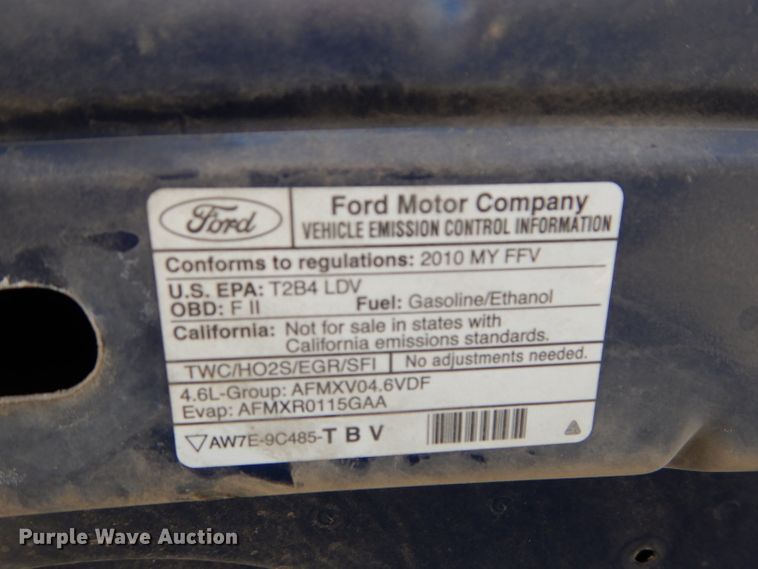 Ford
Ford Motor Company
VEHICLE EMISSION CONTROL INFORMATION
Conforms to regulations: 2010 MY FFV
U.S. EPA: T2B4 LDV
OBD: F II
Fuel: Gasoline/Ethanol
California: Not for sale in states with
California emissions standards.
TWC/HO2S/EGR/SFI
No adjustments needed.
4.6L-Group: AFMXV04.6VDF
Evap: AFMXR0115GAA
AW7E-9C485-T B V
Purple Wave Auction